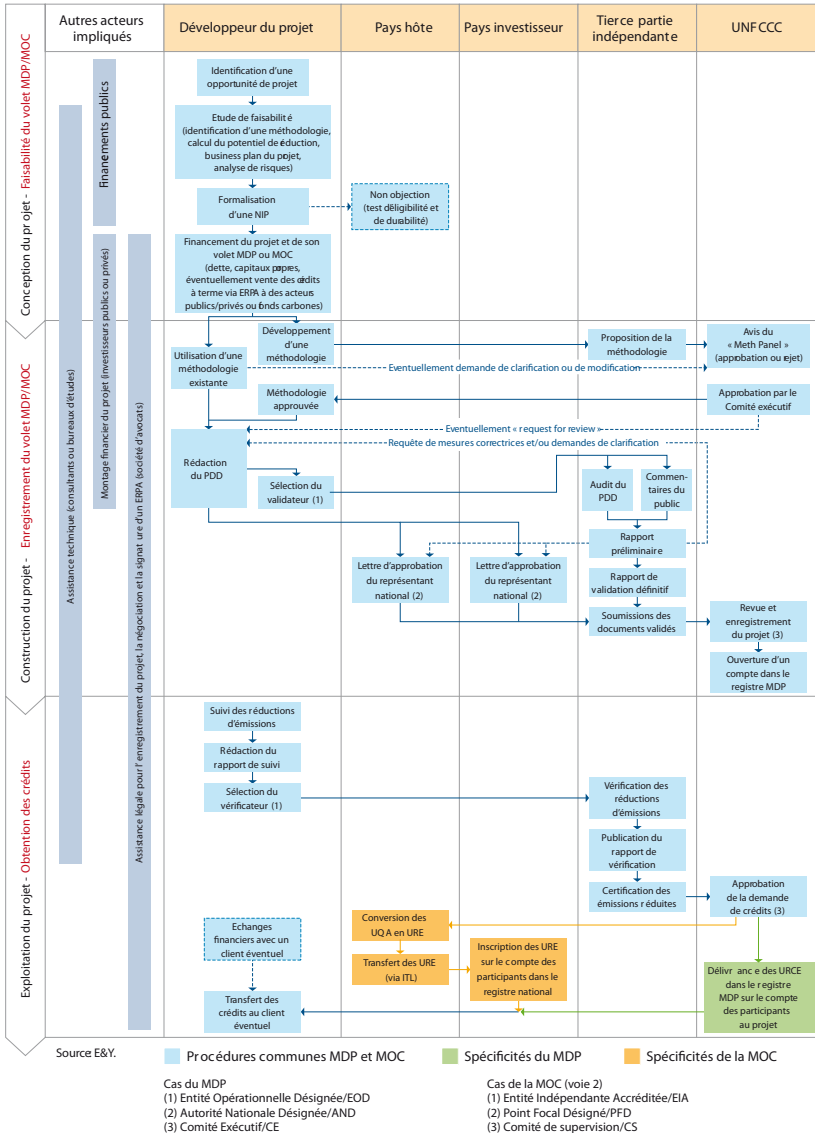 Autres acteurs
impliqués
Développeur du projet
Pays hôte
Pays investisseur
Tierce partie
indépendante
UNFCCC
Conception du projet - Faisabilité du volet MDP/MOC
Construction du projet - Enregistrement du volet MDP/MOC
Exploitation du projet - Obtention des crédits
Assistance technique (consultants ou bureaux d'études)
Financements publics
Montage financier du projet (investisseurs publics ou privés)
Assistance légale pour l'enregistrement du projet, la négociation et la signature d'un ERPA (société d'avocats)
Identification d'une
opportunité de projet
Etude de faisabilité
(identification d'une méthodologie,
calcul du potentiel de réduction,
business plan du projet,
analyse de risques)
Formalisation
d'une NIP
Non objection
(test d'éligibilité et
de durabilité)
Financement du projet et de son
volet MDP ou MOC
(dette, capitaux propres,
éventuellement vente des crédits
à terme via ERPA à des acteurs
publics/privés ou fonds carbones)
Développement
d'une
méthodologie
Proposition de la
méthodologie
Avis du
« Meth Panel »
(approbation ou rejet)
Utilisation d'une
méthodologie
existante
Eventuellement demande de clarification ou de modification
Méthodologie
approuvée
Approbation par le
Comité exécutif
Eventuellement « request for review »
Requête de mesures correctrices et/ou demandes de clarification
Rédaction
du PDD
Sélection du
validateur (1)
Audit du
PDD
Commen-
taires du
public
Rapport
préliminaire
Lettre d'approbation
du représentant
national (2)
Lettre d'approbation
du représentant
national (2)
Rapport de
validation définitif
Soumissions des
documents validés
Revue et
enregistrement
du projet (3)
Ouverture d'un
compte dans le
registre MDP
Suivi des réductions
d'émissions
Rédaction du
rapport de suivi
Sélection du
vérificateur (1)
Vérification des
réductions
d'émissions
Publication du
rapport de
vérification
Certification des
émissions réduites
Approbation
de la demande
de crédits (3)
Echanges
financiers avec un
client éventuel
Conversion des
UQA en URE
Transfert des URE
(via ITL)
Inscription des URE
sur le compte des
participants dans le
registre national
Délivrance des URCE
dans le registre
MDP sur le compte
des participants
au projet
Transfert des
crédits au client
éventuel
Source: E&Y.
Procédures communes MDP et MOC
Spécificités du MDP
Spécificités de la MOC
Cas du MDP
(1) Entité Opérationnelle Désignée/EOD
(2) Autorité Nationale Désignée/AND
(3) Comité Exécutif/CE
Cas de la MOC (voie 2)
(1) Entité Indépendante Accréditée/EIA
(2) Point Focal Désigné/PFD
(3) Comité de supervision/CS